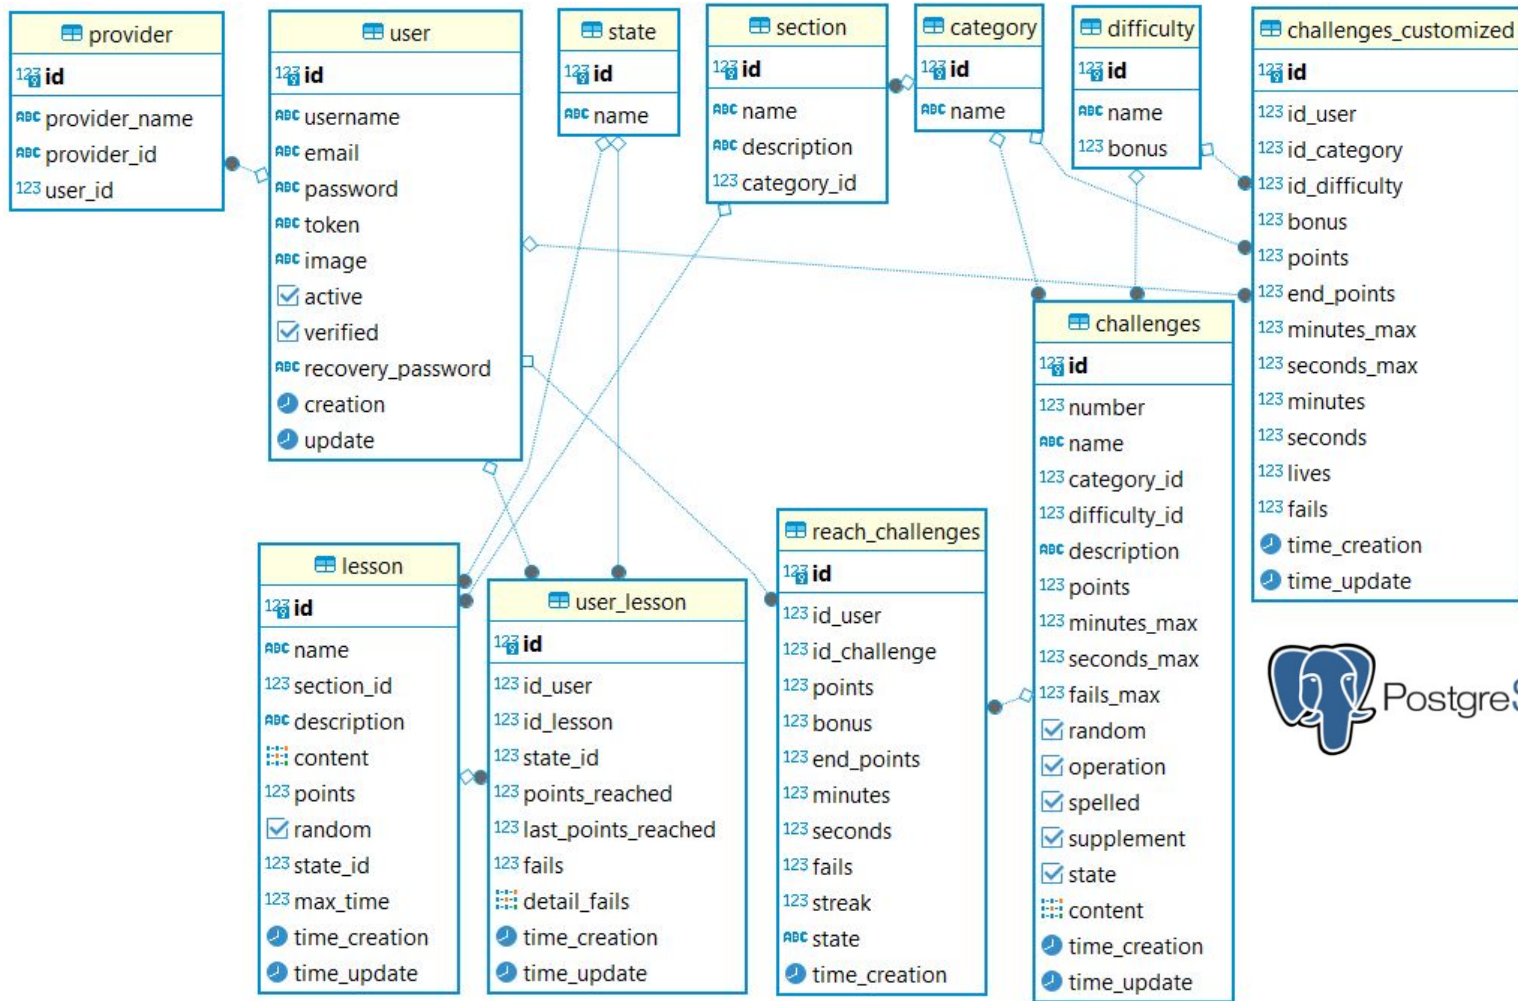 provider
id
provider_name
provider_id
user_id
user
id
username
email
password
token
image
active
verified
recovery_password
creation
update
state
id
name
section
id
name
description
category_id
category
id
name
difficulty
id
name
bonus
challenges_customized
id
id_user
id_category
id_difficulty
bonus
points
end_points
minutes_max
seconds_max
minutes
seconds
lives
fails
time_creation
time_update
lesson
id
name
section_id
description
content
points
random
state_id
max_time
time_creation
time_update
user_lesson
id
id_user
id_lesson
state_id
points_reached
last_points_reached
fails
detail_fails
time_creation
time_update
reach_challenges
id
id_user
id_challenge
points
bonus
end_points
minutes
seconds
fails
streak
state
time_creation
challenges
id
number
name
category_id
difficulty_id
description
points
minutes_max
seconds_max
fails_max
random
operation
spelled
supplement
state
content
time_creation
time_update
PostgreS